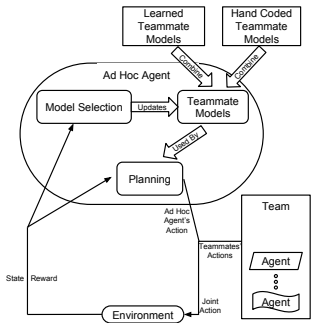 Learned
Teammate
Models
Hand Coded
Teammate
Models
Combine
Combine
Ad Hoc Agent
Model Selection
Updates
Teammate
Models
Used By
Planning
Ad Hoc
Agent's
Action
Team
Teammates'
Actions
Agent
Agent
State
Reward
Joint
Action
Environment